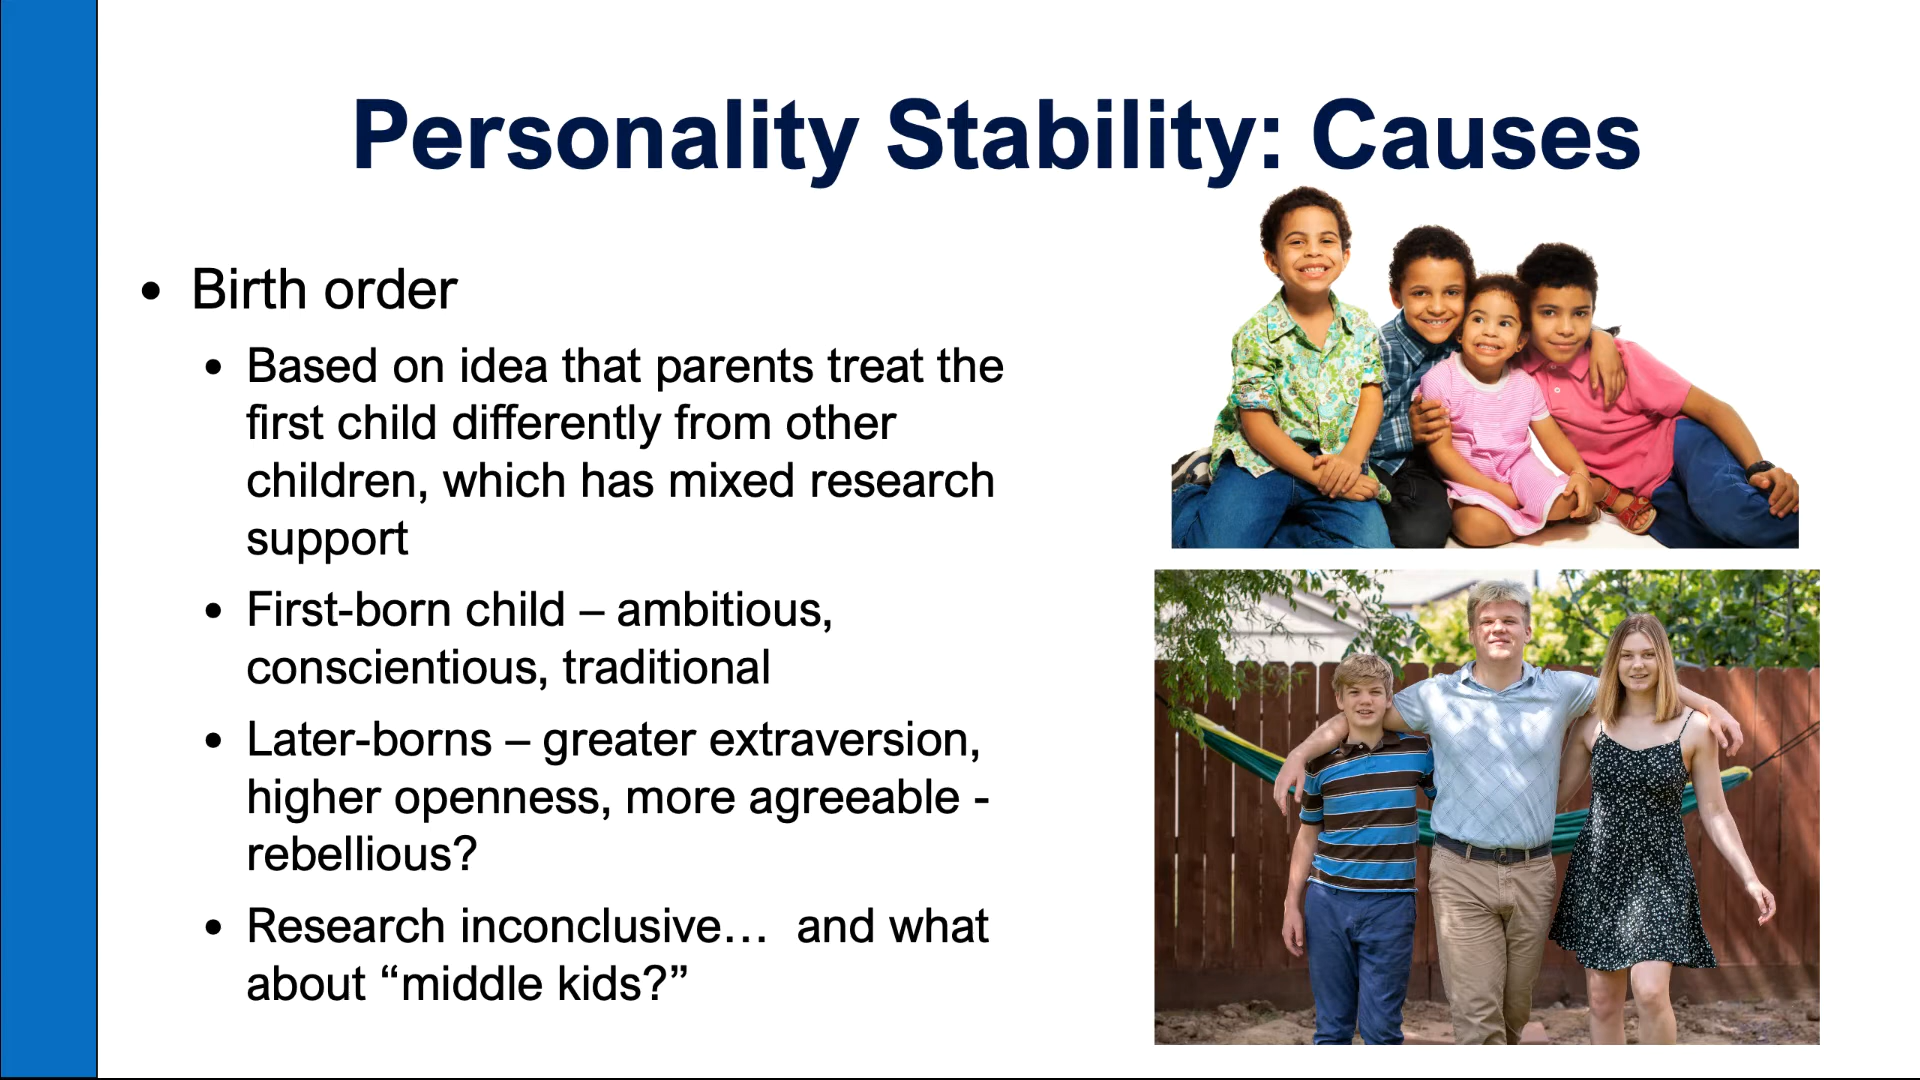 Personality Stability: Causes
• Birth order
• Based on idea that parents treat the
first child differently from other
children, which has mixed research
support
• First-born child – ambitious,
conscientious, traditional
• Later-borns – greater extraversion,
higher openness, more agreeable -
rebellious?
• Research inconclusive…  and what
about “middle kids?”